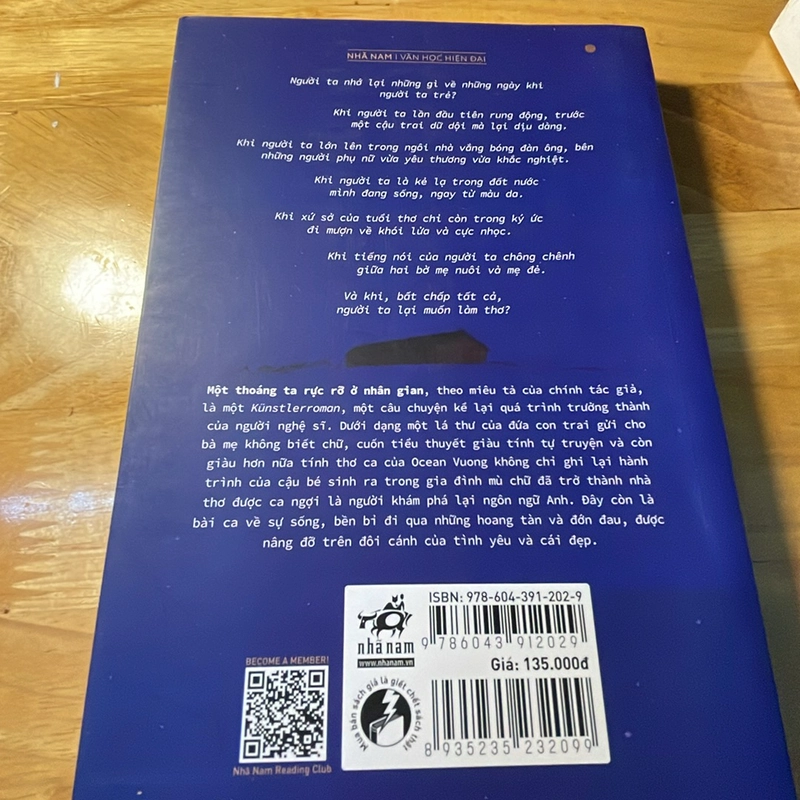 NHÃ NAM | VĂN HỌC HIỆN ĐẠI
Người ta nhớ lại những gì về những ngày khi
người ta trẻ?
Khi người ta lần đầu tiên rung động, trước
một cậu trai dữ dội mà lại dịu dàng.
Khi người ta lớn lên trong ngôi nhà vắng bóng đàn ông, bên
những người phụ nữ vừa yêu thương vừa khắc nghiệt.
Khi người ta là kẻ lạ trong đất nước
mình đang sống, ngay từ màu da.
Khi xứ sở của tuổi thơ chỉ còn trong ký ức
đi mượn về khói lửa và cực nhọc.
Khi tiếng nói của người ta chông chênh
giữa hai bờ mẹ nuôi và mẹ đẻ.
Và khi, bất chấp tất cả,
người ta lại muốn làm thơ?
Một thoáng ta rực rỡ ở nhân gian, theo miêu tả của chính tác giả,
là một Künstlerroman, một câu chuyện kể lại quá trình trưởng thành
của người nghệ sĩ. Dưới dạng một lá thư của đứa con trai gửi cho
bà mẹ không biết chữ, cuốn tiểu thuyết giàu tính tự truyện và còn
giàu hơn nữa tính thơ ca của Ocean Vuong không chỉ ghi lại hành
trình của cậu bé sinh ra trong gia đình mù chữ đã trở thành nhà
thơ được ca ngợi là người khám phá lại ngôn ngữ Anh. Đây còn là
bài ca về sự sống, bền bỉ đi qua những hoang tàn và đớn đau, được
nâng đỡ trên đôi cánh của tình yêu và cái đẹp.
BECOME A MEMBER!
Nhã Nam Reading Club
nhã nam
www.nhanam.vn
Mua bán sách giả là giết chết sách thật
ISBN: 978-604-391-202-9
9 786043 912029
Giá: 135.000đ
8 935235 232099